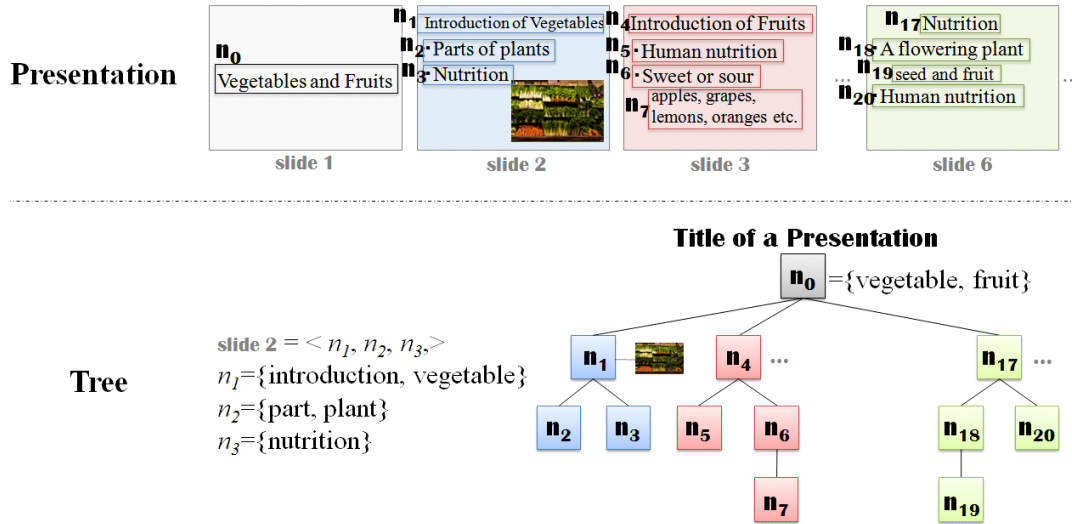 Presentation
n0
Vegetables and Fruits
slide 1
n1 Introduction of Vegetables
n2 · Parts of plants
n3 · Nutrition
slide 2
n4 Introduction of Fruits
n5 · Human nutrition
n6 · Sweet or sour
n7 apples, grapes,
lemons, oranges etc.
slide 3
...
n17 Nutrition
n18 · A flowering plant
n19 seed and fruit
n20 · Human nutrition
slide 6
...
Tree
slide 2 = < n1, n2, n3,>
n1={introduction, vegetable}
n2={part, plant}
n3={nutrition}
Title of a Presentation
n0 ={vegetable, fruit}
n1 n4 ... n17 ...
n2 n3 n5 n6 n18 n20
n7 n19